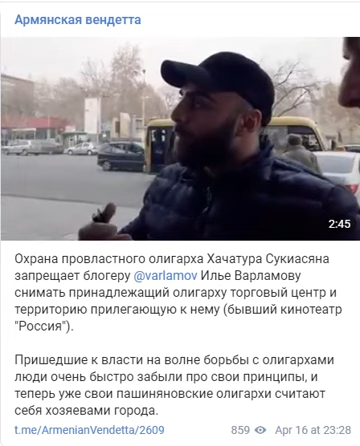 Армянская вендетта
2:45
Охрана провластного олигарха Хачатура Сукиасяна
запрещает блогеру @varlamov Илье Варламову
снимать принадлежащий олигарху торговый центр и
территорию прилегающую к нему (бывший кинотеатр
"Россия").
Пришедшие к власти на волне борьбы с олигархами
люди очень быстро забыли про свои принципы, и
теперь уже свои пашиняновские олигархи считают
себя хозяевами города.
t.me/ArmenianVendetta/2609 859 Apr 16 at 23:28